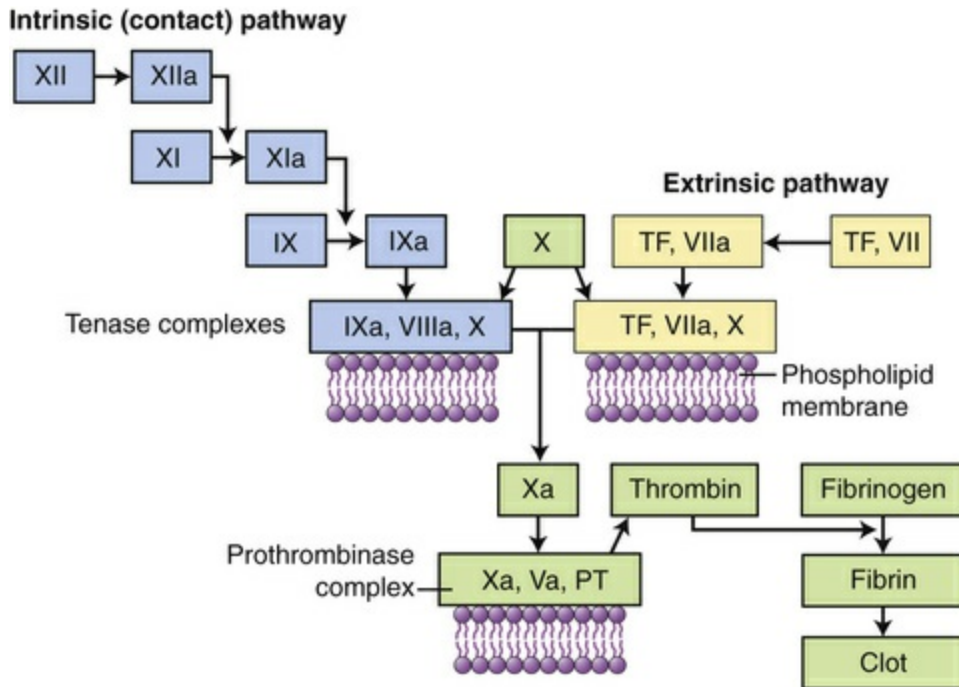 Intrinsic (contact) pathway
XII
XIIa
XI
XIa
Extrinsic pathway
IX
IXa
X
TF, VIIa
TF, VII
Tenase complexes
IXa, VIIIa, X
TF, VIIa, X
Phospholipid
membrane
Xa
Thrombin
Fibrinogen
Prothrombinase
complex
Xa, Va, PT
Fibrin
Clot